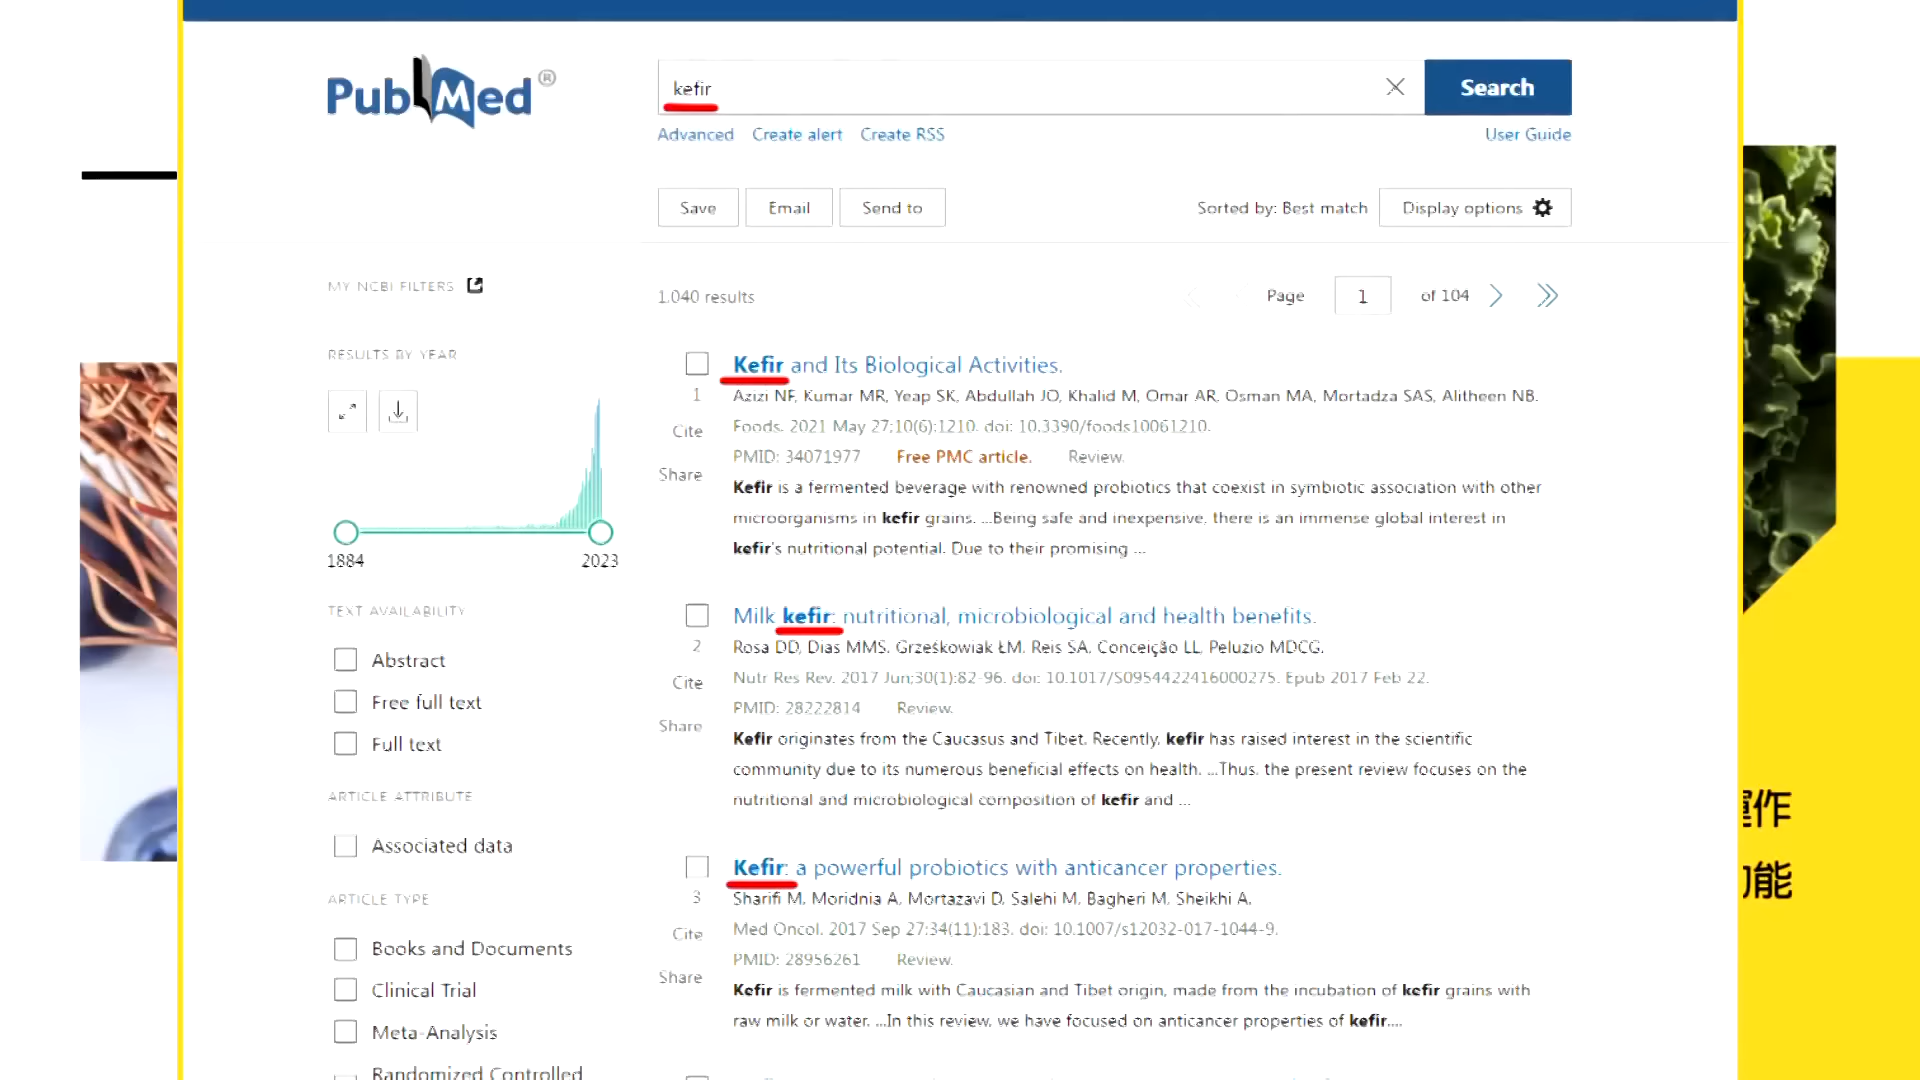 PubMed®
kefir
Search
Advanced Create alert Create RSS
User Guide
Save Email Send to
Sorted by: Best match Display options
MY NCBI FILTERS
1,040 results
Page 1 of 104
RESULTS BY YEAR
1884 2023
TEXT AVAILABILITY
Abstract
Free full text
Full text
ARTICLE ATTRIBUTE
Associated data
ARTICLE TYPE
Books and Documents
Clinical Trial
Meta-Analysis
Randomized Controlled
Kefir and Its Biological Activities.
1
Azizi NF, Kumar MR, Yeap SK, Abdullah JO, Khalid M, Omar AR, Osman MA, Mortadza SAS, Alitheen NB.
Cite
Foods. 2021 May 27;10(6):1210. doi: 10.3390/foods10061210.
PMID: 34071977 Free PMC article. Review.
Share
Kefir is a fermented beverage with renowned probiotics that coexist in symbiotic association with other
microorganisms in kefir grains. ...Being safe and inexpensive, there is an immense global interest in
kefir's nutritional potential. Due to their promising ...
Milk kefir: nutritional, microbiological and health benefits.
2
Rosa DD, Dias MMS, Grześkowiak ŁM, Reis SA, Conceição LL, Peluzio MDCG.
Cite
Nutr Res Rev. 2017 Jun;30(1):82-96. doi: 10.1017/S0954422416000275. Epub 2017 Feb 22.
PMID: 28222814 Review.
Share
Kefir originates from the Caucasus and Tibet. Recently, kefir has raised interest in the scientific
community due to its numerous beneficial effects on health. ...Thus, the present review focuses on the
nutritional and microbiological composition of kefir and ...
Kefir: a powerful probiotics with anticancer properties.
3
Sharifi M, Moridnia A, Mortazavi D, Salehi M, Bagheri M, Sheikhi A.
Cite
Med Oncol. 2017 Sep 27;34(11):183. doi: 10.1007/s12032-017-1044-9.
PMID: 28956261 Review.
Share
Kefir is fermented milk with Caucasian and Tibet origin, made from the incubation of kefir grains with
raw milk or water. ...In this review, we have focused on anticancer properties of kefir....
作
能